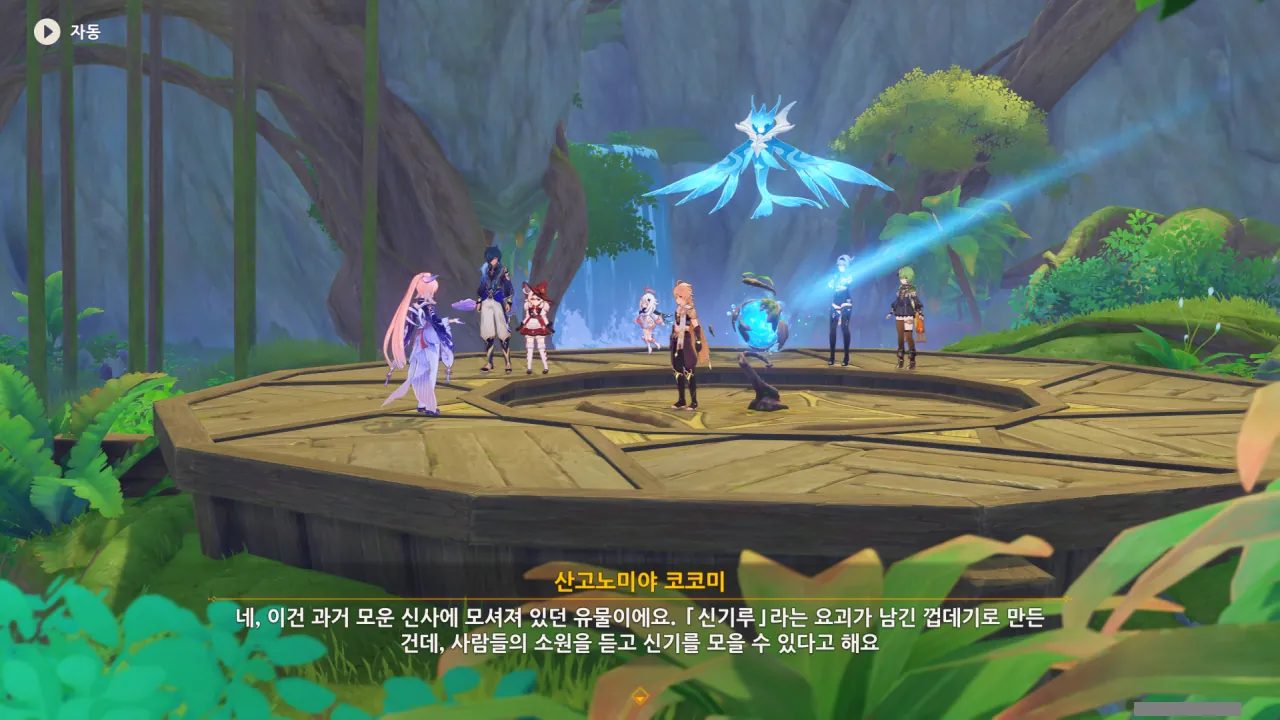 자동
산고노미야 코코미
네, 이건 과거 모운 신사에 모셔져 있던 유물이에요. 「신기루」라는 요괴가 남긴 껍데기로 만든
건데, 사람들의 소원을 듣고 신기를 모을 수 있다고 해요